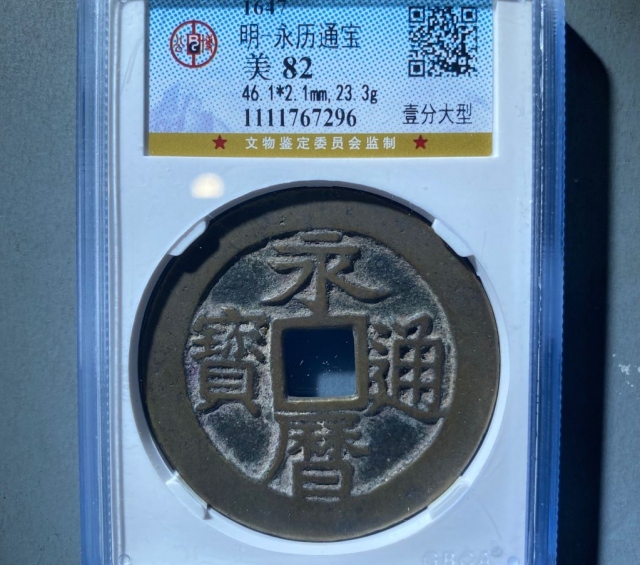 1647
明·永历通宝
美 82
46.1*2.1mm,23.3g
1111767296
壹分大型
★ 文物鉴定委员会监制 ★
永
寶 通
曆
GBCA